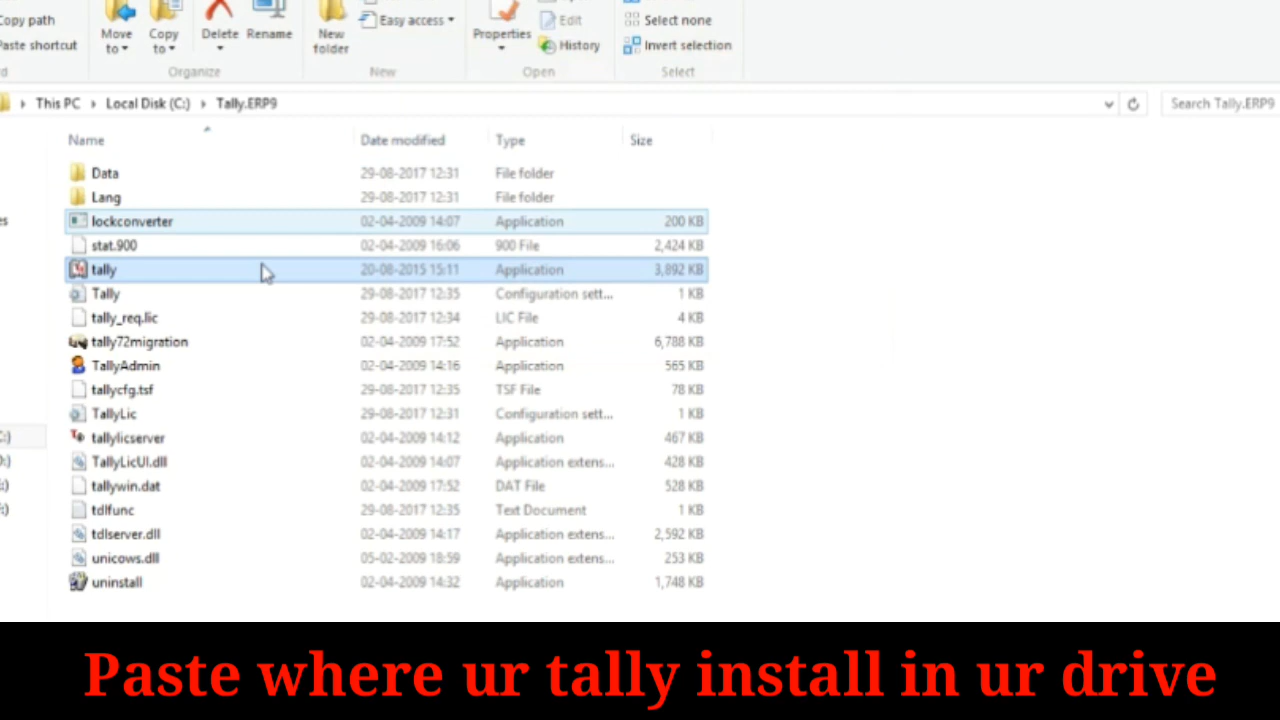 Copy path
Paste shortcut
Move to
Copy to
Delete
Rename
New folder
Easy access
Properties
Edit
History
Select none
Invert selection
Organize
New
Open
Select
This PC > Local Disk (C:) > Tally.ERP9
Search Tally.ERP9
Name Date modified Type Size
Data 29-08-2017 12:31 File folder
Lang 29-08-2017 12:31 File folder
lockconverter 02-04-2009 14:07 Application 200 KB
stat.900 02-04-2009 16:06 900 File 2,424 KB
tally 20-08-2015 15:11 Application 3,892 KB
Tally 29-08-2017 12:35 Configuration sett... 1 KB
tally_req.lic 29-08-2017 12:34 LIC File 4 KB
tally72migration 02-04-2009 17:52 Application 6,788 KB
TallyAdmin 02-04-2009 14:16 Application 565 KB
tallycfg.tsf 29-08-2017 12:35 TSF File 78 KB
TallyLic 29-08-2017 12:31 Configuration sett... 1 KB
tallylicserver 02-04-2009 14:12 Application 467 KB
TallyLicUI.dll 02-04-2009 14:07 Application extens... 428 KB
tallywin.dat 02-04-2009 17:52 DAT File 528 KB
tdlfunc 29-08-2017 12:35 Text Document 1 KB
tdlserver.dll 02-04-2009 14:17 Application extens... 2,592 KB
unicows.dll 05-02-2009 18:59 Application extens... 253 KB
uninstall 02-04-2009 14:32 Application 1,748 KB
Paste where ur tally install in ur drive